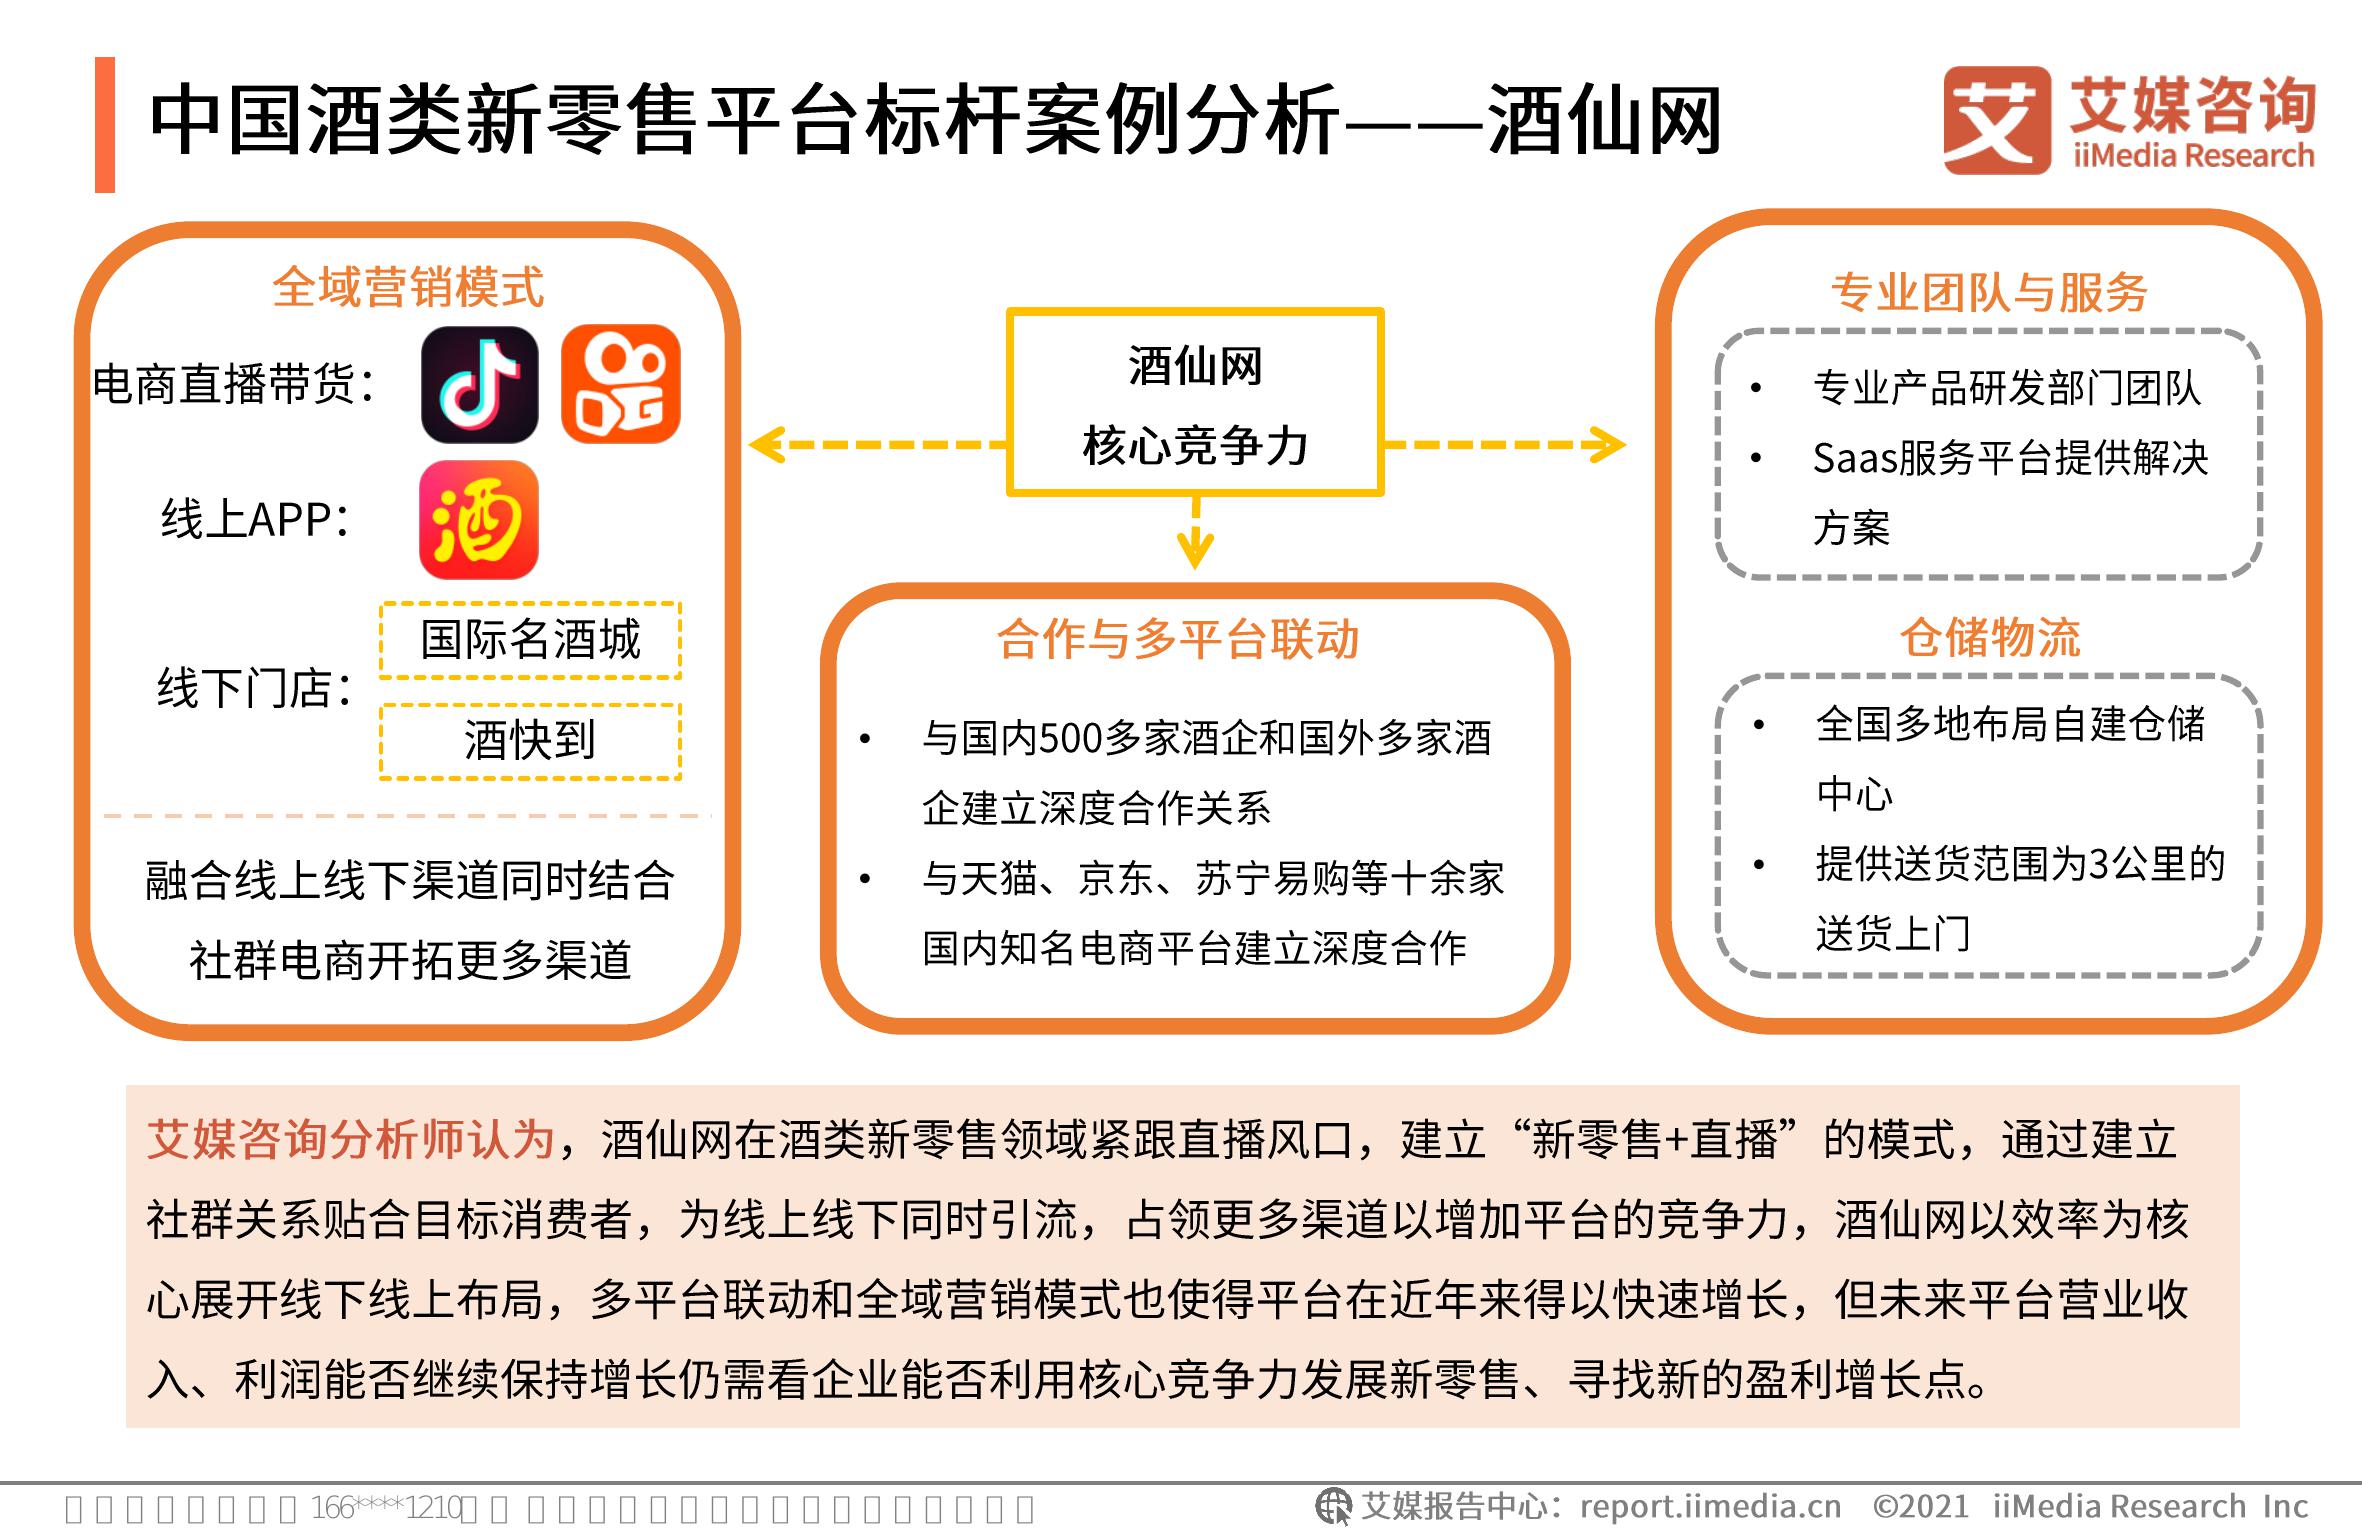 中国酒类新零售平台标杆案例分析——酒仙网
艾媒咨询
iiMedia Research
全域营销模式
电商直播带货：
线上APP：
酒
线下门店：
国际名酒城
酒快到
融合线上线下渠道同时结合
社群电商开拓更多渠道
酒仙网
核心竞争力
合作与多平台联动
• 与国内500多家酒企和国外多家酒
企建立深度合作关系
• 与天猫、京东、苏宁易购等十余家
国内知名电商平台建立深度合作
专业团队与服务
• 专业产品研发部门团队
• Saas服务平台提供解决
方案
仓储物流
• 全国多地布局自建仓储
中心
• 提供送货范围为3公里的
送货上门
艾媒咨询分析师认为，酒仙网在酒类新零售领域紧跟直播风口，建立“新零售+直播”的模式，通过建立
社群关系贴合目标消费者，为线上线下同时引流，占领更多渠道以增加平台的竞争力，酒仙网以效率为核
心展开线下线上布局，多平台联动和全域营销模式也使得平台在近年来得以快速增长，但未来平台营业收
入、利润能否继续保持增长仍需看企业能否利用核心竞争力发展新零售、寻找新的盈利增长点。
166****1210
艾媒报告中心：report.iimedia.cn ©2021 iiMedia Research Inc